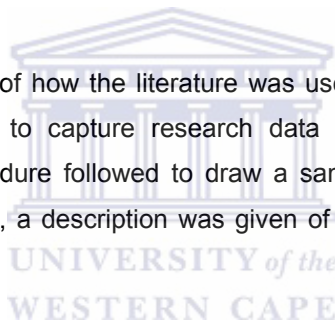 of how the literature was use
to capture research data
dure followed to draw a sar
, a description was given of
UNIVERSITY of the
WESTERN CAPE